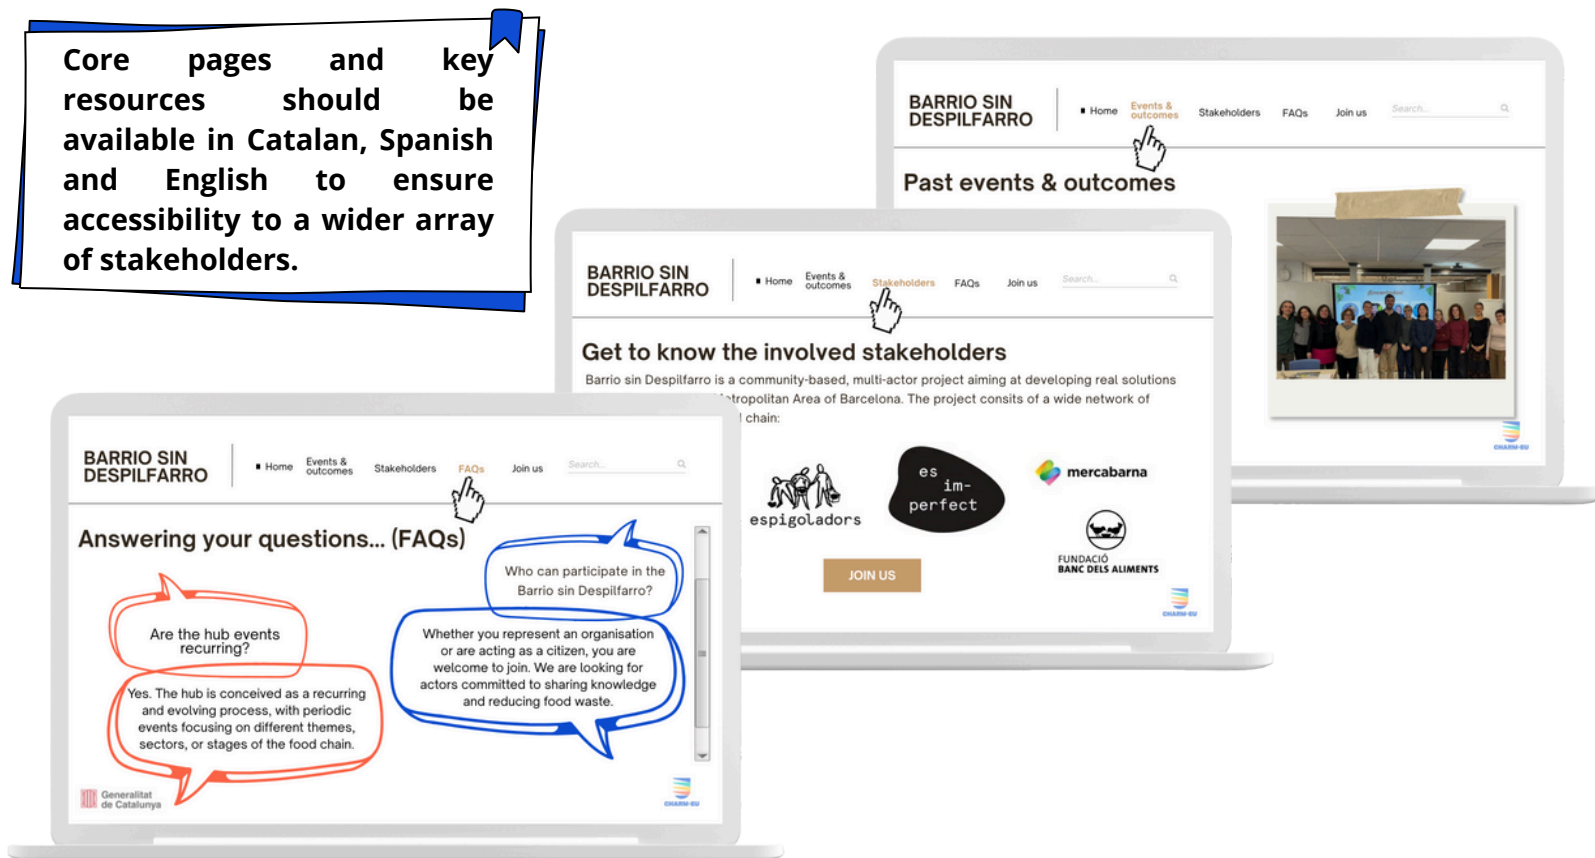 Core pages and key
resources should be
available in Catalan, Spanish
and English to ensure
accessibility to a wider array
of stakeholders.
BARRIO SIN
DESPILFARRO
Home
Events &
outcomes
Stakeholders
FAQs
Join us
Search...
Past events & outcomes
CHARM-EU
BARRIO SIN
DESPILFARRO
Home
Events &
outcomes
Stakeholders
FAQs
Join us
Search...
Get to know the involved stakeholders
Barrio sin Despilfarro is a community-based, multi-actor project aiming at developing real solutions
Area of Barcelona. The project consits of a wide network of
chain:
espigoladors
es
im-
perfect
mercabarna
FUNDACIÓ
BANC DELS ALIMENTS
JOIN US
CHARM-EU
BARRIO SIN
DESPILFARRO
Home
Events &
outcomes
Stakeholders
FAQs
Join us
Search...
Answering your questions... (FAQs)
Are the hub events
recurring?
Yes. The hub is conceived as a recurring
and evolving process, with periodic
events focusing on different themes,
sectors, or stages of the food chain.
Who can participate in the
Barrio sin Despilfarro?
Whether you represent an organisation
or are acting as a citizen, you are
welcome to join. We are looking for
actors committed to sharing knowledge
and reducing food waste.
Generalitat
de Catalunya
CHARM-EU